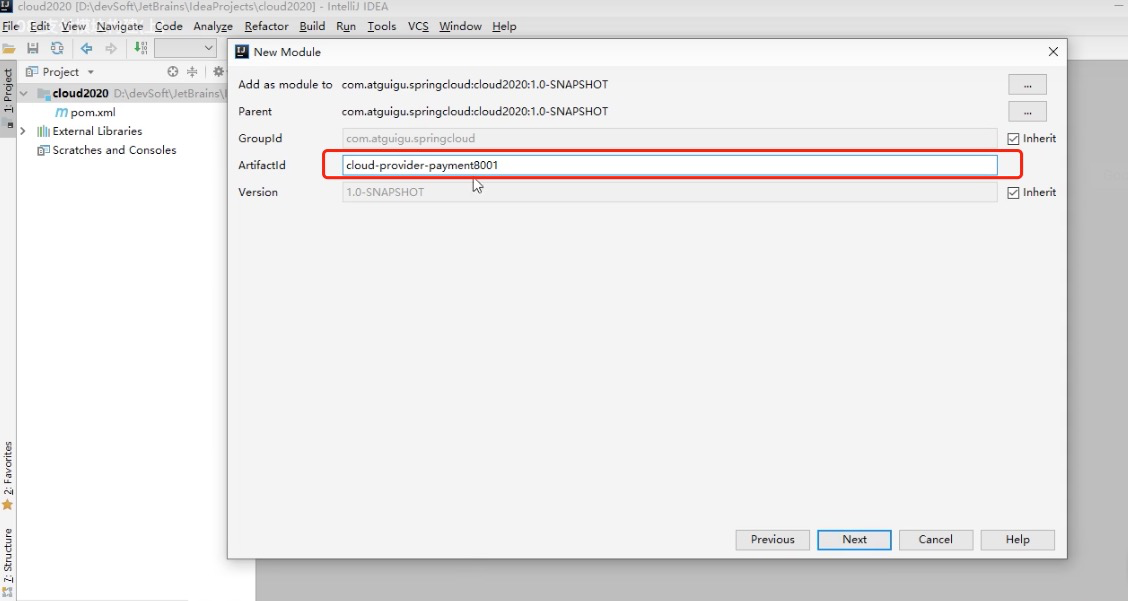 cloud2020 [D:\devSoft\JetBrains\IdeaProjects\cloud2020] - IntelliJ IDEA
File Edit View Navigate Code Analyze Refactor Build Run Tools VCS Window Help
Project
1: Project
cloud2020 D:\devSoft\JetBrains\I
pom.xml
External Libraries
Scratches and Consoles
2: Favorites
7: Structure
New Module
Add as module to com.atguigu.springcloud:cloud2020:1.0-SNAPSHOT ...
Parent com.atguigu.springcloud:cloud2020:1.0-SNAPSHOT ...
GroupId com.atguigu.springcloud Inherit
ArtifactId cloud-provider-payment8001
Version 1.0-SNAPSHOT Inherit
Previous Next Cancel Help